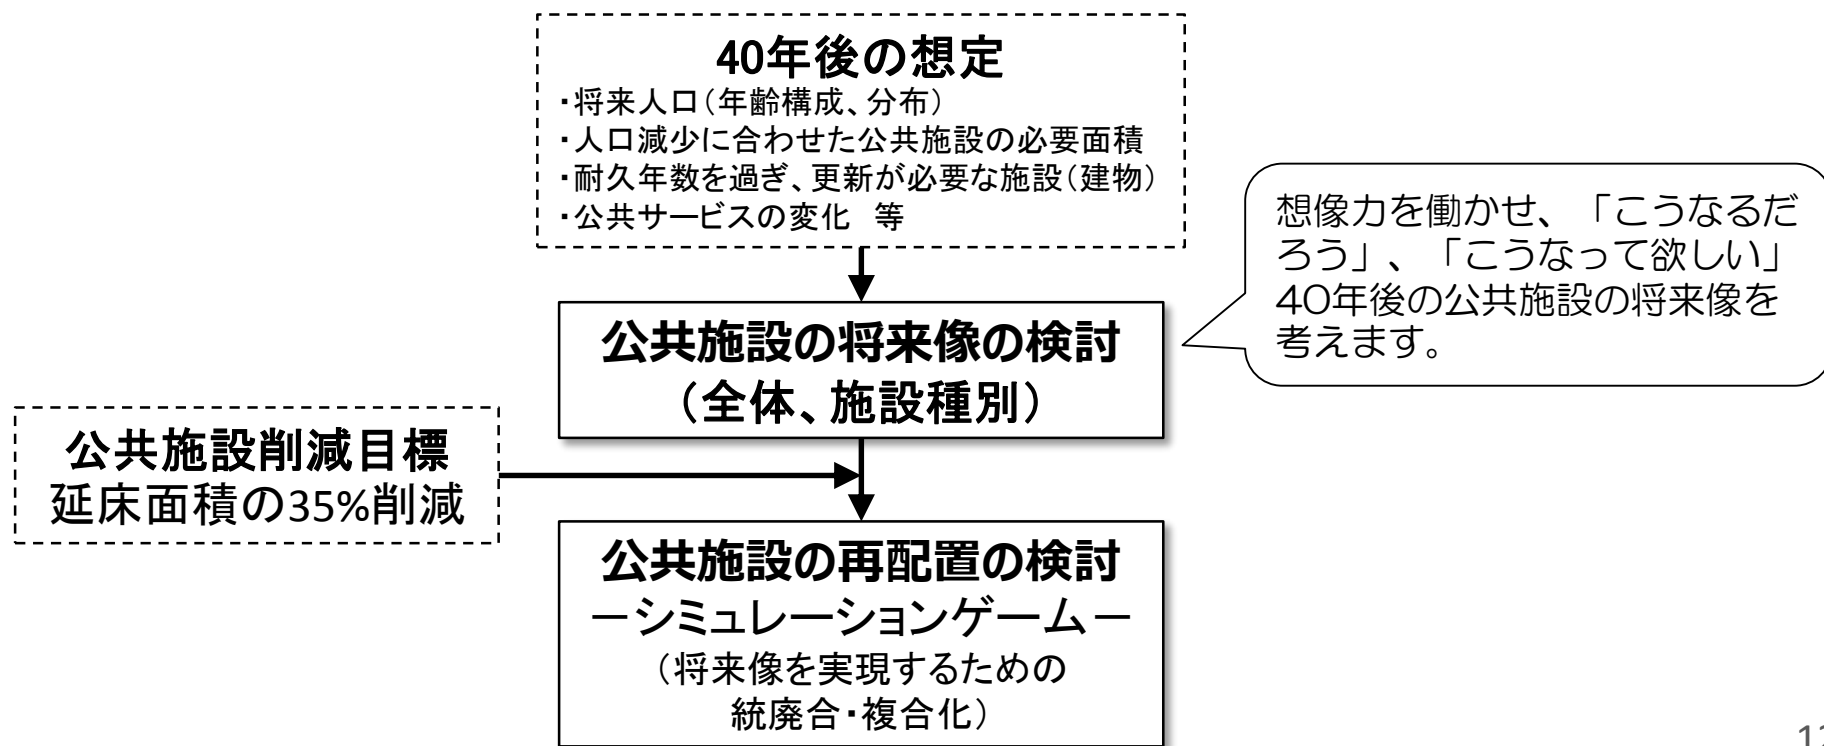 40年後の想定
・将来人口(年齢構成、分布)
・人口減少に合わせた公共施設の必要面積
・耐久年数を過ぎ、更新が必要な施設(建物)
・公共サービスの変化　等
想像力を働かせ、「こうなるだ
ろう」、「こうなって欲しい」
40年後の公共施設の将来像を
考えます。
公共施設の将来像の検討
(全体、施設種別)
公共施設削減目標
延床面積の35%削減
公共施設の再配置の検討
－シミュレーションゲーム－
(将来像を実現するための
統廃合・複合化)